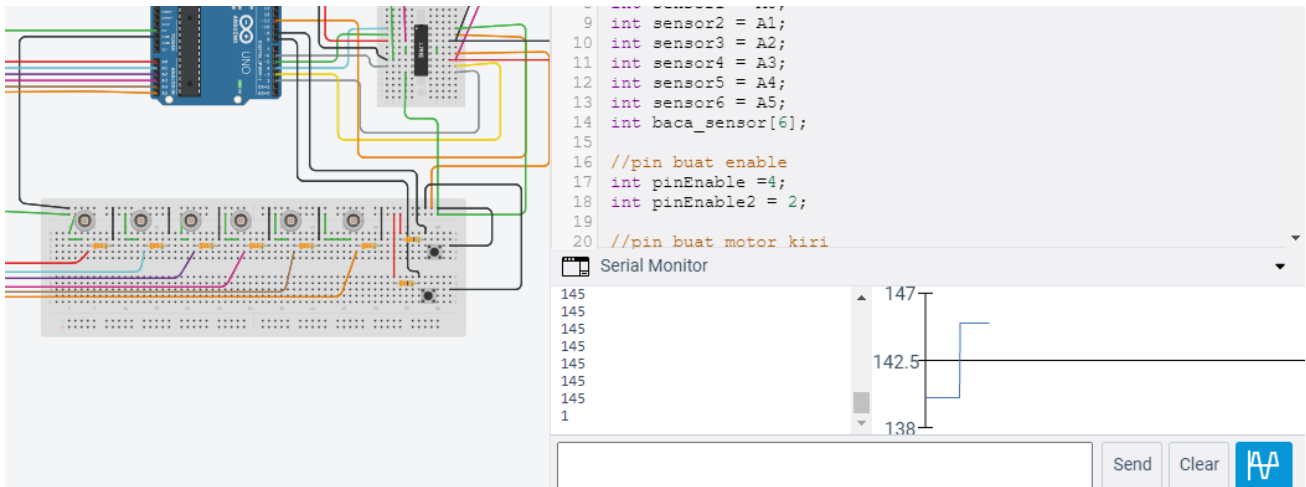 ARDUINO
UNO
9 int sensor2 = A1;
10 int sensor3 = A2;
11 int sensor4 = A3;
12 int sensor5 = A4;
13 int sensor6 = A5;
14 int baca_sensor[6];
15
16 //pin buat enable
17 int pinEnable =4;
18 int pinEnable2 = 2;
19
20 //pin buat motor kiri
Serial Monitor
145
145
145
145
145
145
145
1
147
142.5
138
Send
Clear